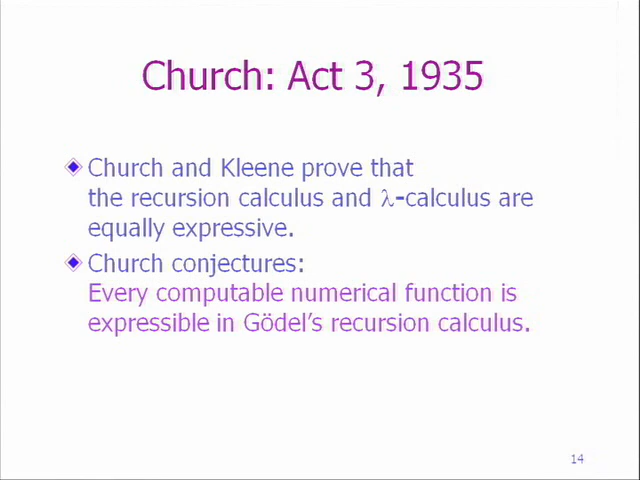 Church: Act 3, 1935
Church and Kleene prove that
the recursion calculus and λ-calculus are
equally expressive.
Church conjectures:
Every computable numerical function is
expressible in Gödel's recursion calculus.
14